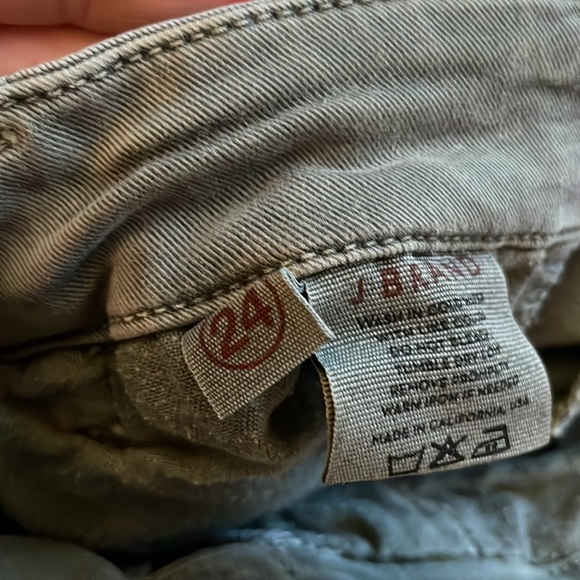 24
J BRAND
WASH IN COLD
WITH LIKE COLORS
DO NOT BLEACH
TUMBLE DRY LOW
REMOVE PROMPTLY
WARM IRON IF NEEDED
MADE IN CALIFORNIA, USA